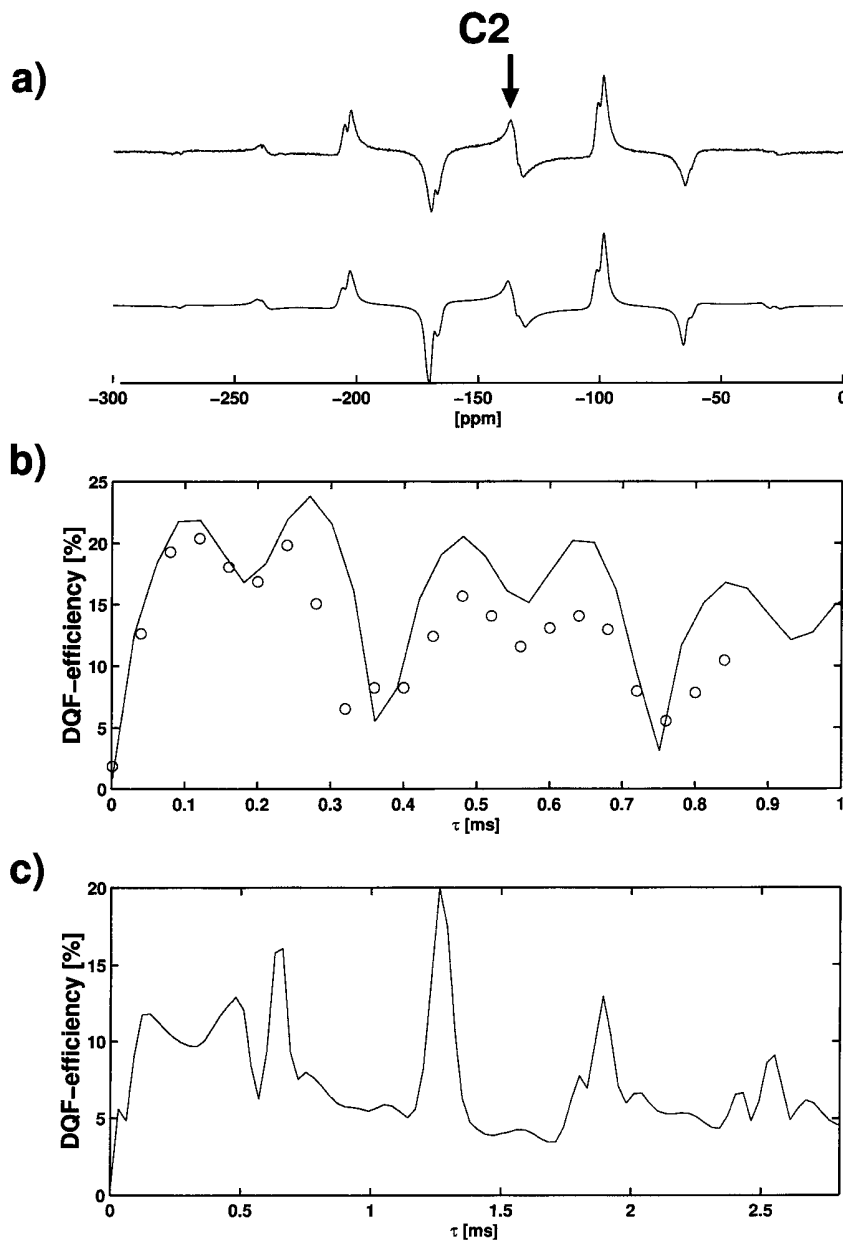 C2
a)
−300 −250 −200 −150 −100 −50 0
[ppm]
b)
DQF−efficiency [%]
25
20
15
10
5
0
0 0.1 0.2 0.3 0.4 0.5 0.6 0.7 0.8 0.9 1
τ [ms]
c)
DQF−efficiency [%]
20
15
10
5
0
0 0.5 1 1.5 2 2.5
τ [ms]